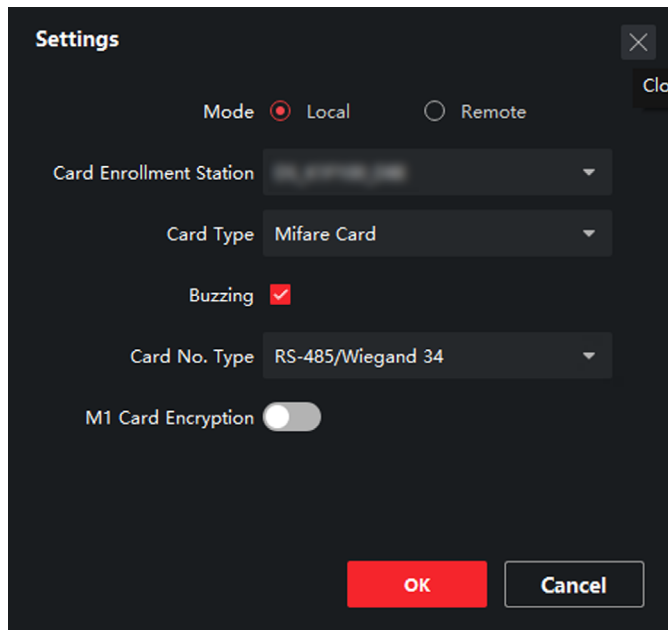 Settings
Clo
Mode Local Remote
Card Enrollment Station
Card Type Mifare Card
Buzzing
Card No. Type RS-485/Wiegand 34
M1 Card Encryption
OK Cancel